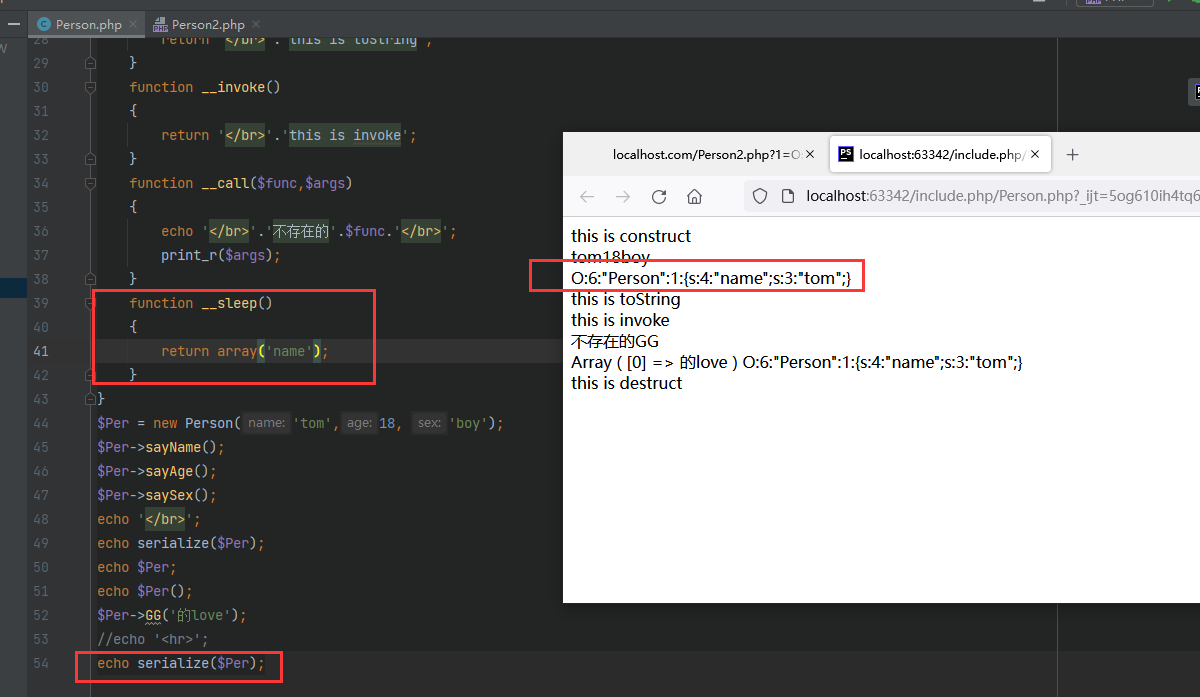 Person.php
Person2.php
28 return '</br>'.'this is toString';
29 }
30 function __invoke()
31 {
32 return '</br>'.'this is invoke';
33 }
34 function __call($func,$args)
35 {
36 echo '</br>'.'不存在的'.$func.'</br>';
37 print_r($args);
38 }
39 function __sleep()
40 {
41 return array('name');
42 }
43 }
44 $Per = new Person( name: 'tom', age: 18, sex: 'boy');
45 $Per->sayName();
46 $Per->sayAge();
47 $Per->saySex();
48 echo '</br>';
49 echo serialize($Per);
50 echo $Per;
51 echo $Per();
52 $Per->GG('的love');
53 //echo '<hr>';
54 echo serialize($Per);
localhost.com/Person2.php?1=O:
PS localhost:63342/include.php/
localhost:63342/include.php/Person.php?_ijt=5og610ih4tq6
this is construct
tom18boy
O:6:"Person":1:{s:4:"name";s:3:"tom";}
this is toString
this is invoke
不存在的GG
Array ( [0] => 的love ) O:6:"Person":1:{s:4:"name";s:3:"tom";}
this is destruct